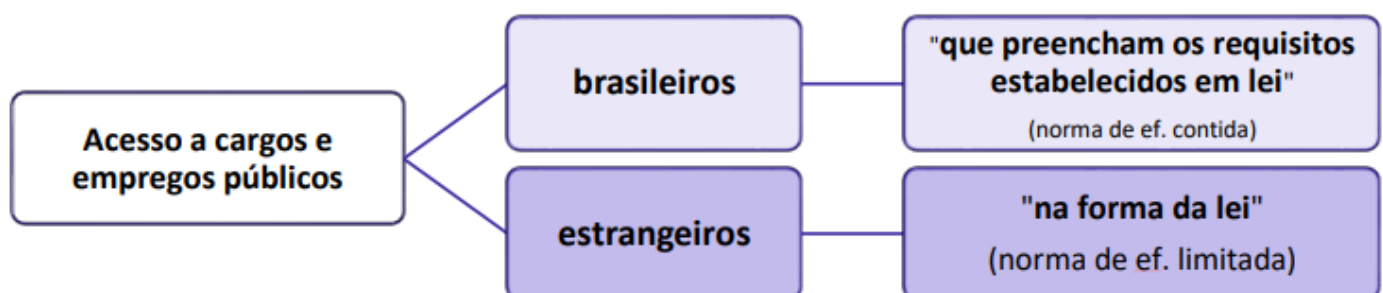 Acesso a cargos e
empregos públicos
brasileiros
"que preencham os requisitos
estabelecidos em lei"
(norma de ef. contida)
estrangeiros
"na forma da lei"
(norma de ef. limitada)